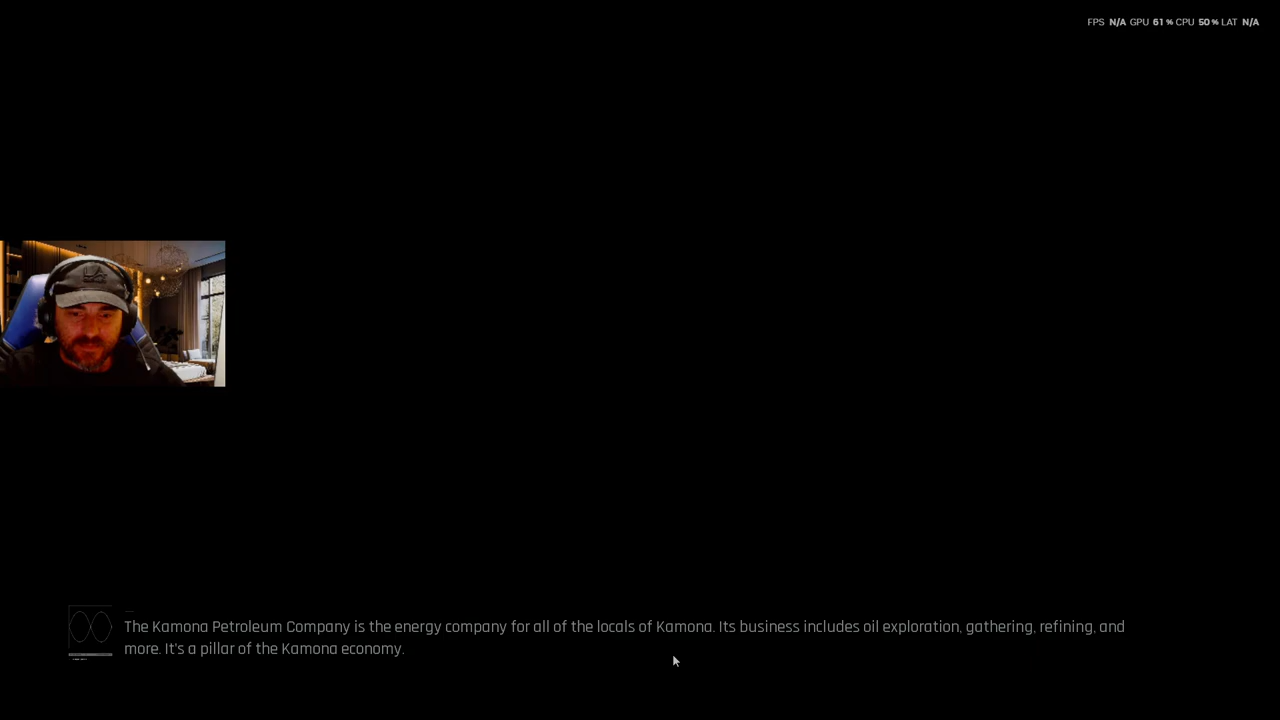 FPS N/A GPU 61 % CPU 50 % LAT N/A
The Kamona Petroleum Company is the energy company for all of the locals of Kamona. Its business includes oil exploration, gathering, refining, and
more. It's a pillar of the Kamona economy.